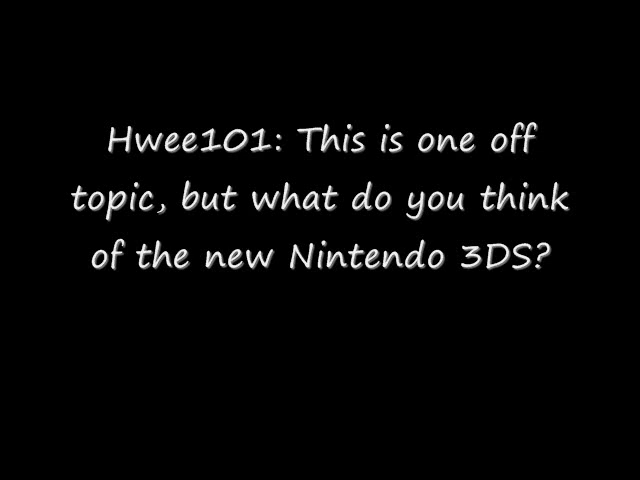 Hwee101: This is one off
topic, but what do you think
of the new Nintendo 3DS?